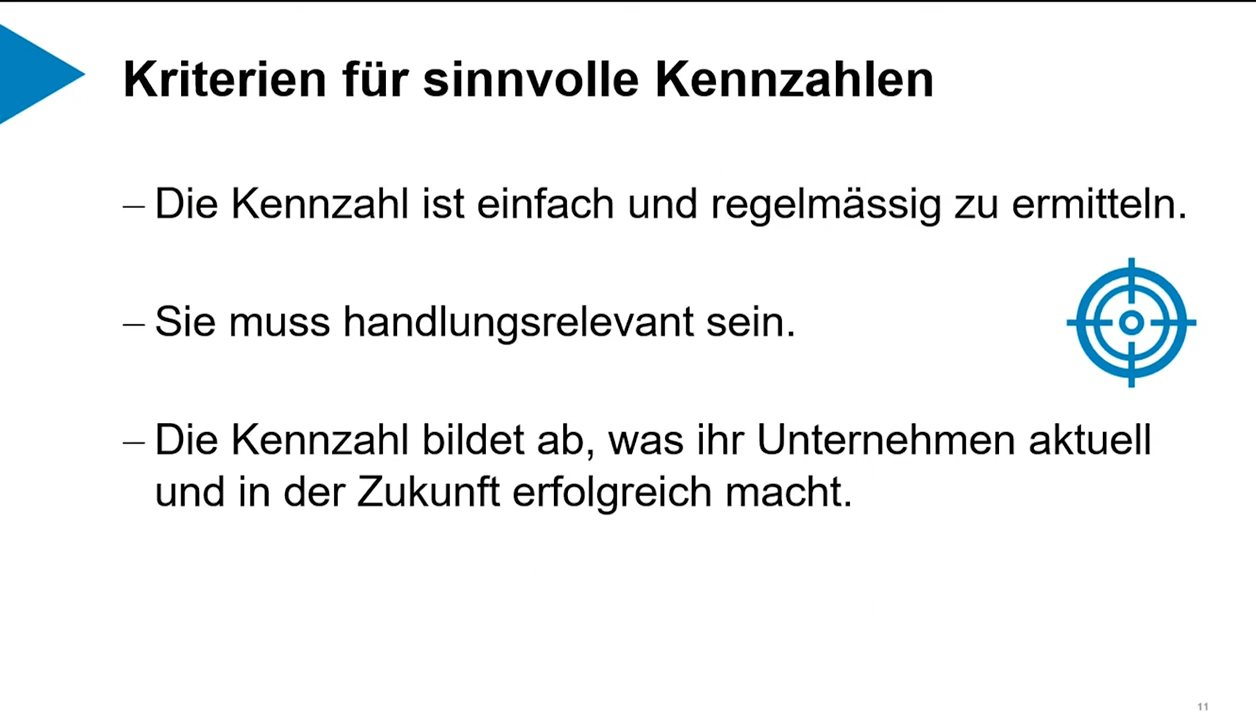 Kriterien für sinnvolle Kennzahlen
– Die Kennzahl ist einfach und regelmässig zu ermitteln.
– Sie muss handlungsrelevant sein.
– Die Kennzahl bildet ab, was ihr Unternehmen aktuell
und in der Zukunft erfolgreich macht.
11